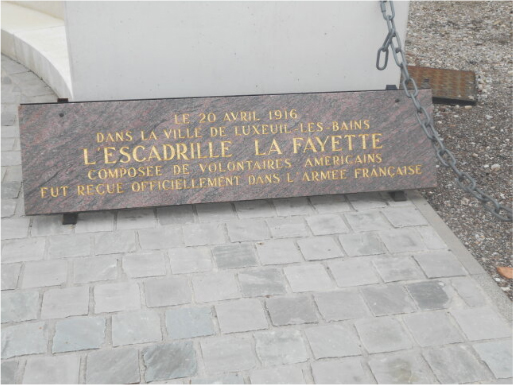 LE 20 AVRIL 1916
DANS LA VILLE DE LUXEUIL-LES-BAINS
L'ESCADRILLE LA FAYETTE
COMPOSÉE DE VOLONTAIRES AMÉRICAINS
FUT REÇUE OFFICIELLEMENT DANS L'ARMÉE FRANÇAISE